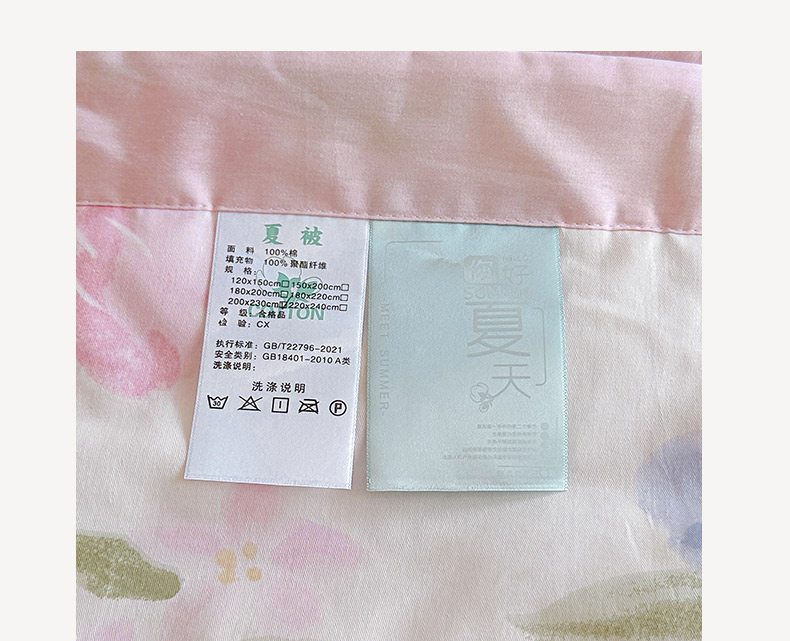 夏被
面 料 100%棉
填充物 100% 聚酯纤维
规 格:
120x150cm□ 150x200cm□
180x200cm□ 180x220cm□
200x230cm☑ 220x240cm□
COTTON
等 级:合格品
检 验:CX
执行标准: GB/T22796-2021
安全类别: GB18401-2010 A类
洗涤说明:
洗涤说明
30
P
你好
夏天
MEET SUMMER